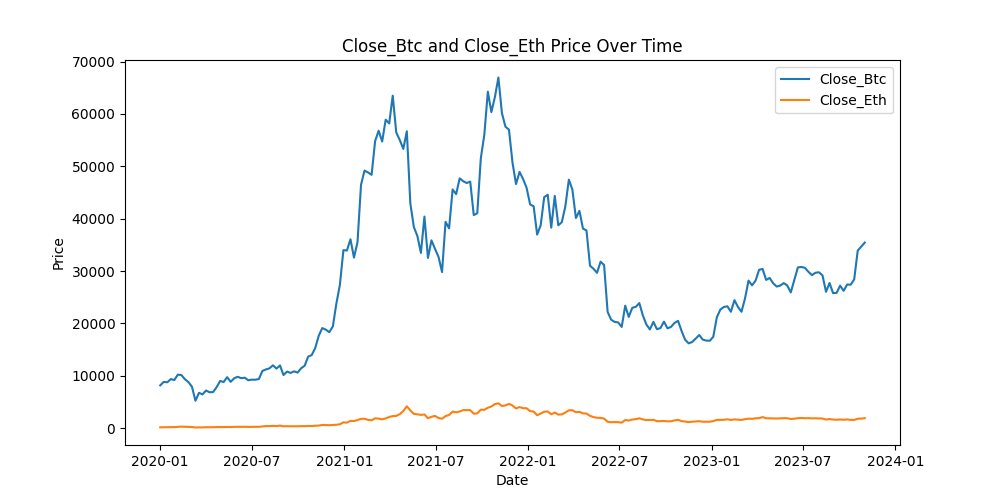 Close_Btc and Close_Eth Price Over Time
Close_Btc
Close_Eth
Price
70000
60000
50000
40000
30000
20000
10000
0
2020-01 2020-07 2021-01 2021-07 2022-01 2022-07 2023-01 2023-07 2024-01
Date